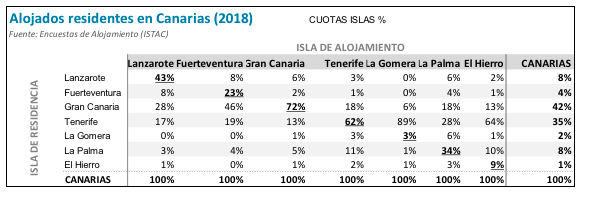 Alojados residentes en Canarias (2018) CUOTAS ISLAS %
Fuente: Encuestas de Alojamiento (ISTAC)
ISLA DE ALOJAMIENTO
Lanzarote Fuerteventura Gran Canaria Tenerife La Gomera La Palma El Hierro CANARIAS
ISLA DE RESIDENCIA
Lanzarote 43% 8% 6% 3% 0% 6% 2% 8%
Fuerteventura 8% 23% 2% 1% 0% 4% 1% 4%
Gran Canaria 28% 46% 72% 18% 6% 18% 13% 42%
Tenerife 17% 19% 13% 62% 89% 28% 64% 35%
La Gomera 0% 0% 1% 3% 3% 6% 1% 2%
La Palma 3% 4% 5% 11% 1% 34% 10% 8%
El Hierro 1% 0% 1% 2% 1% 3% 9% 1%
CANARIAS 100% 100% 100% 100% 100% 100% 100% 100%